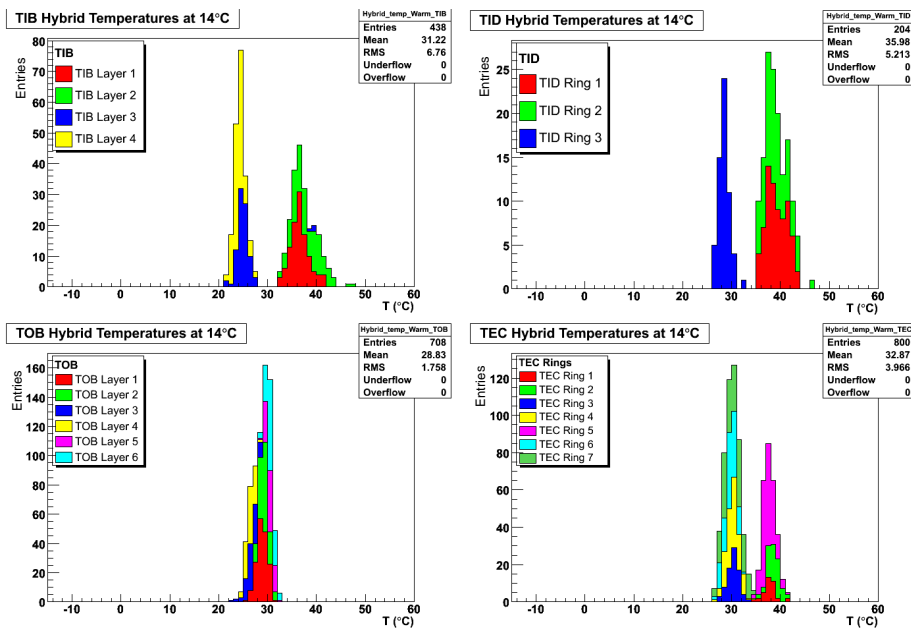 TIB Hybrid Temperatures at 14°C
Hybrid_temp_Warm_TIB
Entries 438
Mean 31.22
RMS 6.76
Underflow 0
Overflow 0
Entries
80
70
60
50
40
30
20
10
0
TIB
TIB Layer 1
TIB Layer 2
TIB Layer 3
TIB Layer 4
-10 0 10 20 30 40 50 60
T (°C)
TID Hybrid Temperatures at 14°C
Hybrid_temp_Warm_TID
Entries 204
Mean 35.98
RMS 5.213
Underflow 0
Overflow 0
Entries
25
20
15
10
5
0
TID
TID Ring 1
TID Ring 2
TID Ring 3
-10 0 10 20 30 40 50 60
T (°C)
TOB Hybrid Temperatures at 14°C
Hybrid_temp_Warm_TOB
Entries 708
Mean 28.83
RMS 1.758
Underflow 0
Overflow 0
Entries
160
140
120
100
80
60
40
20
0
TOB
TOB Layer 1
TOB Layer 2
TOB Layer 3
TOB Layer 4
TOB Layer 5
TOB Layer 6
-10 0 10 20 30 40 50 60
T (°C)
TEC Hybrid Temperatures at 14°C
Hybrid_temp_Warm_TEC
Entries 800
Mean 32.87
RMS 3.966
Underflow 0
Overflow 0
Entries
120
100
80
60
40
20
0
TEC Rings
TEC Ring 1
TEC Ring 2
TEC Ring 3
TEC Ring 4
TEC Ring 5
TEC Ring 6
TEC Ring 7
-10 0 10 20 30 40 50 60
T (°C)